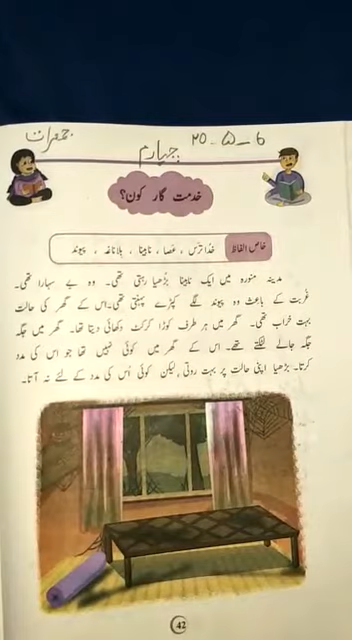 جمعرات
۲۰ - ۵ - ۶
چہارم
خدمت گار کون؟
خاص الفاظ
خدا ترس ، عصا ، نابینا ، بلاناغہ ، پیوند
مدینہ منورہ میں ایک نابینا بڑھیا رہتی تھی۔ وہ بے سہارا تھی۔
غربت کے باعث وہ پیوند لگے کپڑے پہنتی تھی۔اس کے گھر کی حالت
بہت خراب تھی۔ گھر میں ہر طرف کوڑا کرکٹ دکھائی دیتا تھا۔ گھر میں جگہ
جگہ جالے لٹکتے تھے۔ اس کے گھر میں کوئی نہیں تھا جو اس کی مدد
کرتا۔ بڑھیا اپنی حالت پر بہت روتی ،لیکن کوئی اُس کی مدد کے لئے نہ آتا۔
42